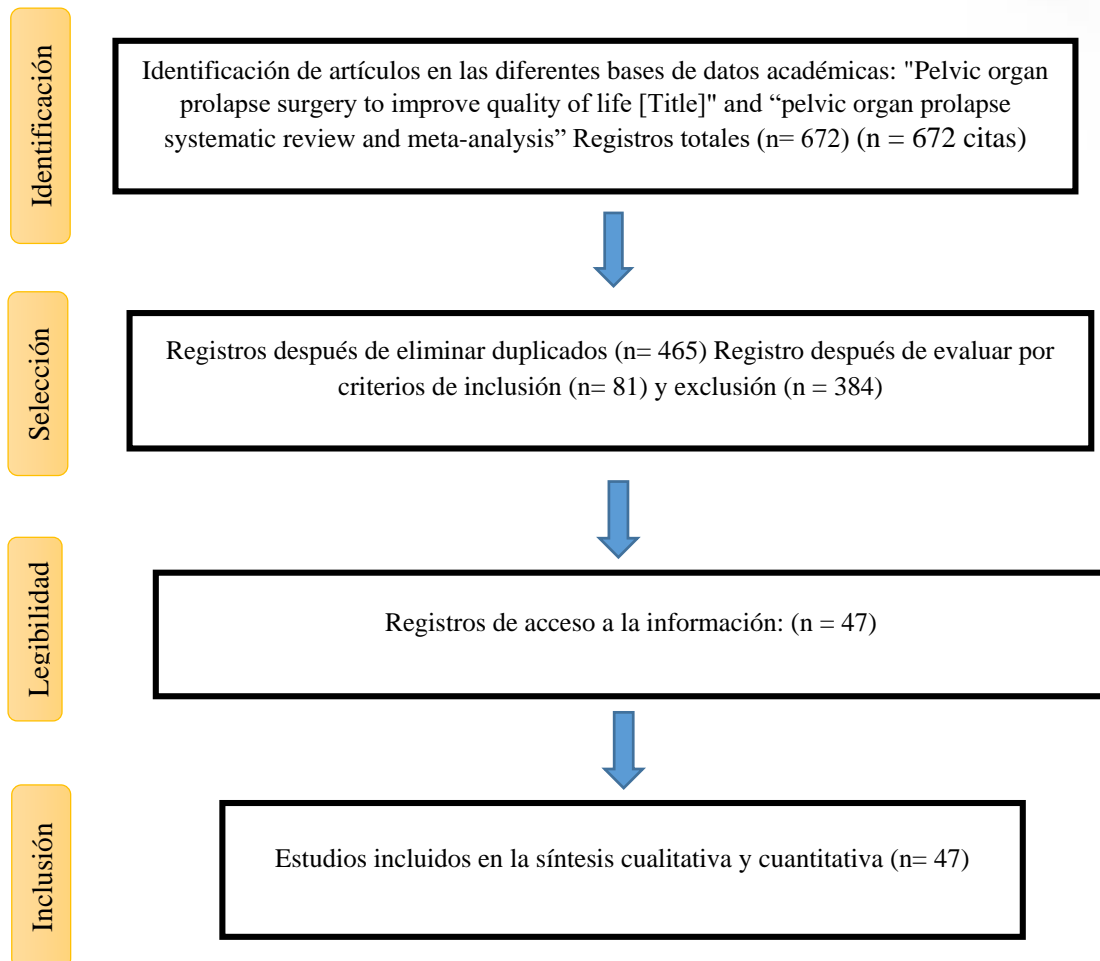 Identificación
Identificación de artículos en las diferentes bases de datos académicas: "Pelvic organ
prolapse surgery to improve quality of life [Title]" and “pelvic organ prolapse
systematic review and meta-analysis” Registros totales (n= 672) (n = 672 citas)
Selección
Registros después de eliminar duplicados (n= 465) Registro después de evaluar por
criterios de inclusión (n= 81) y exclusión (n = 384)
Legibilidad
Registros de acceso a la información: (n = 47)
Inclusión
Estudios incluidos en la síntesis cualitativa y cuantitativa (n= 47)